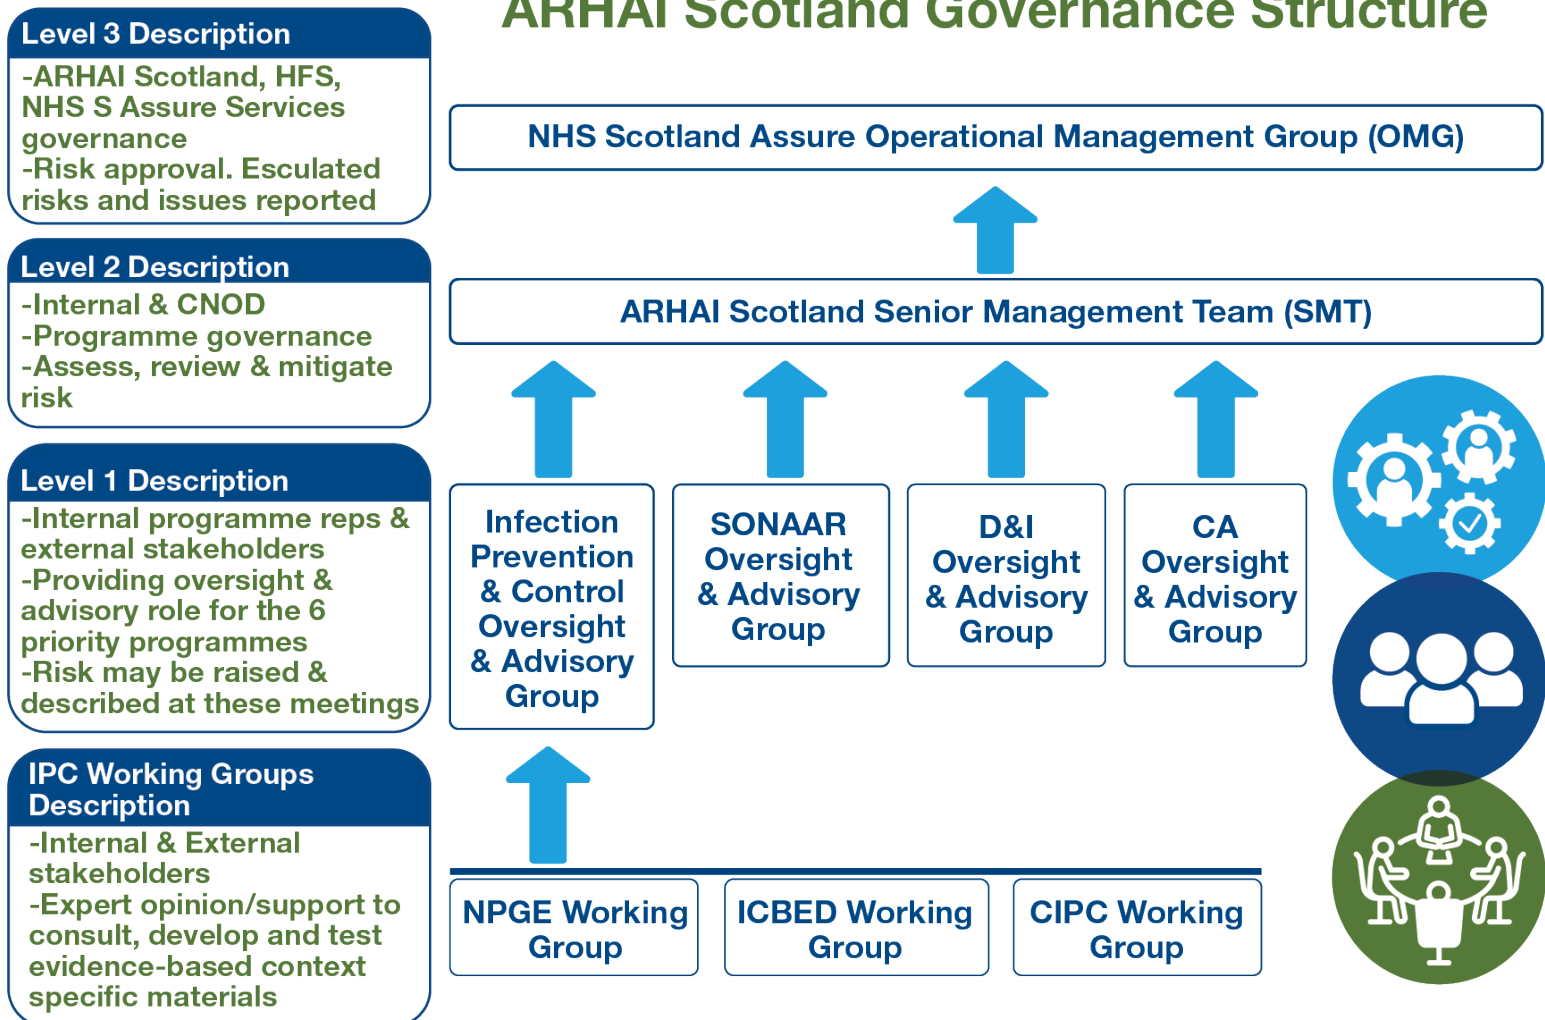 ARHAI Scotland Governance Structure
Level 3 Description
-ARHAI Scotland, HFS,
NHS S Assure Services
governance
-Risk approval. Esculated
risks and issues reported
NHS Scotland Assure Operational Management Group (OMG)
Level 2 Description
-Internal & CNOD
-Programme governance
-Assess, review & mitigate
risk
ARHAI Scotland Senior Management Team (SMT)
Level 1 Description
-Internal programme reps &
external stakeholders
-Providing oversight &
advisory role for the 6
priority programmes
-Risk may be raised &
described at these meetings
Infection
Prevention
& Control
Oversight
& Advisory
Group
SONAAR
Oversight
& Advisory
Group
D&I
Oversight
& Advisory
Group
CA
Oversight
& Advisory
Group
IPC Working Groups
Description
-Internal & External
stakeholders
-Expert opinion/support to
consult, develop and test
evidence-based context
specific materials
NPGE Working
Group
ICBED Working
Group
CIPC Working
Group